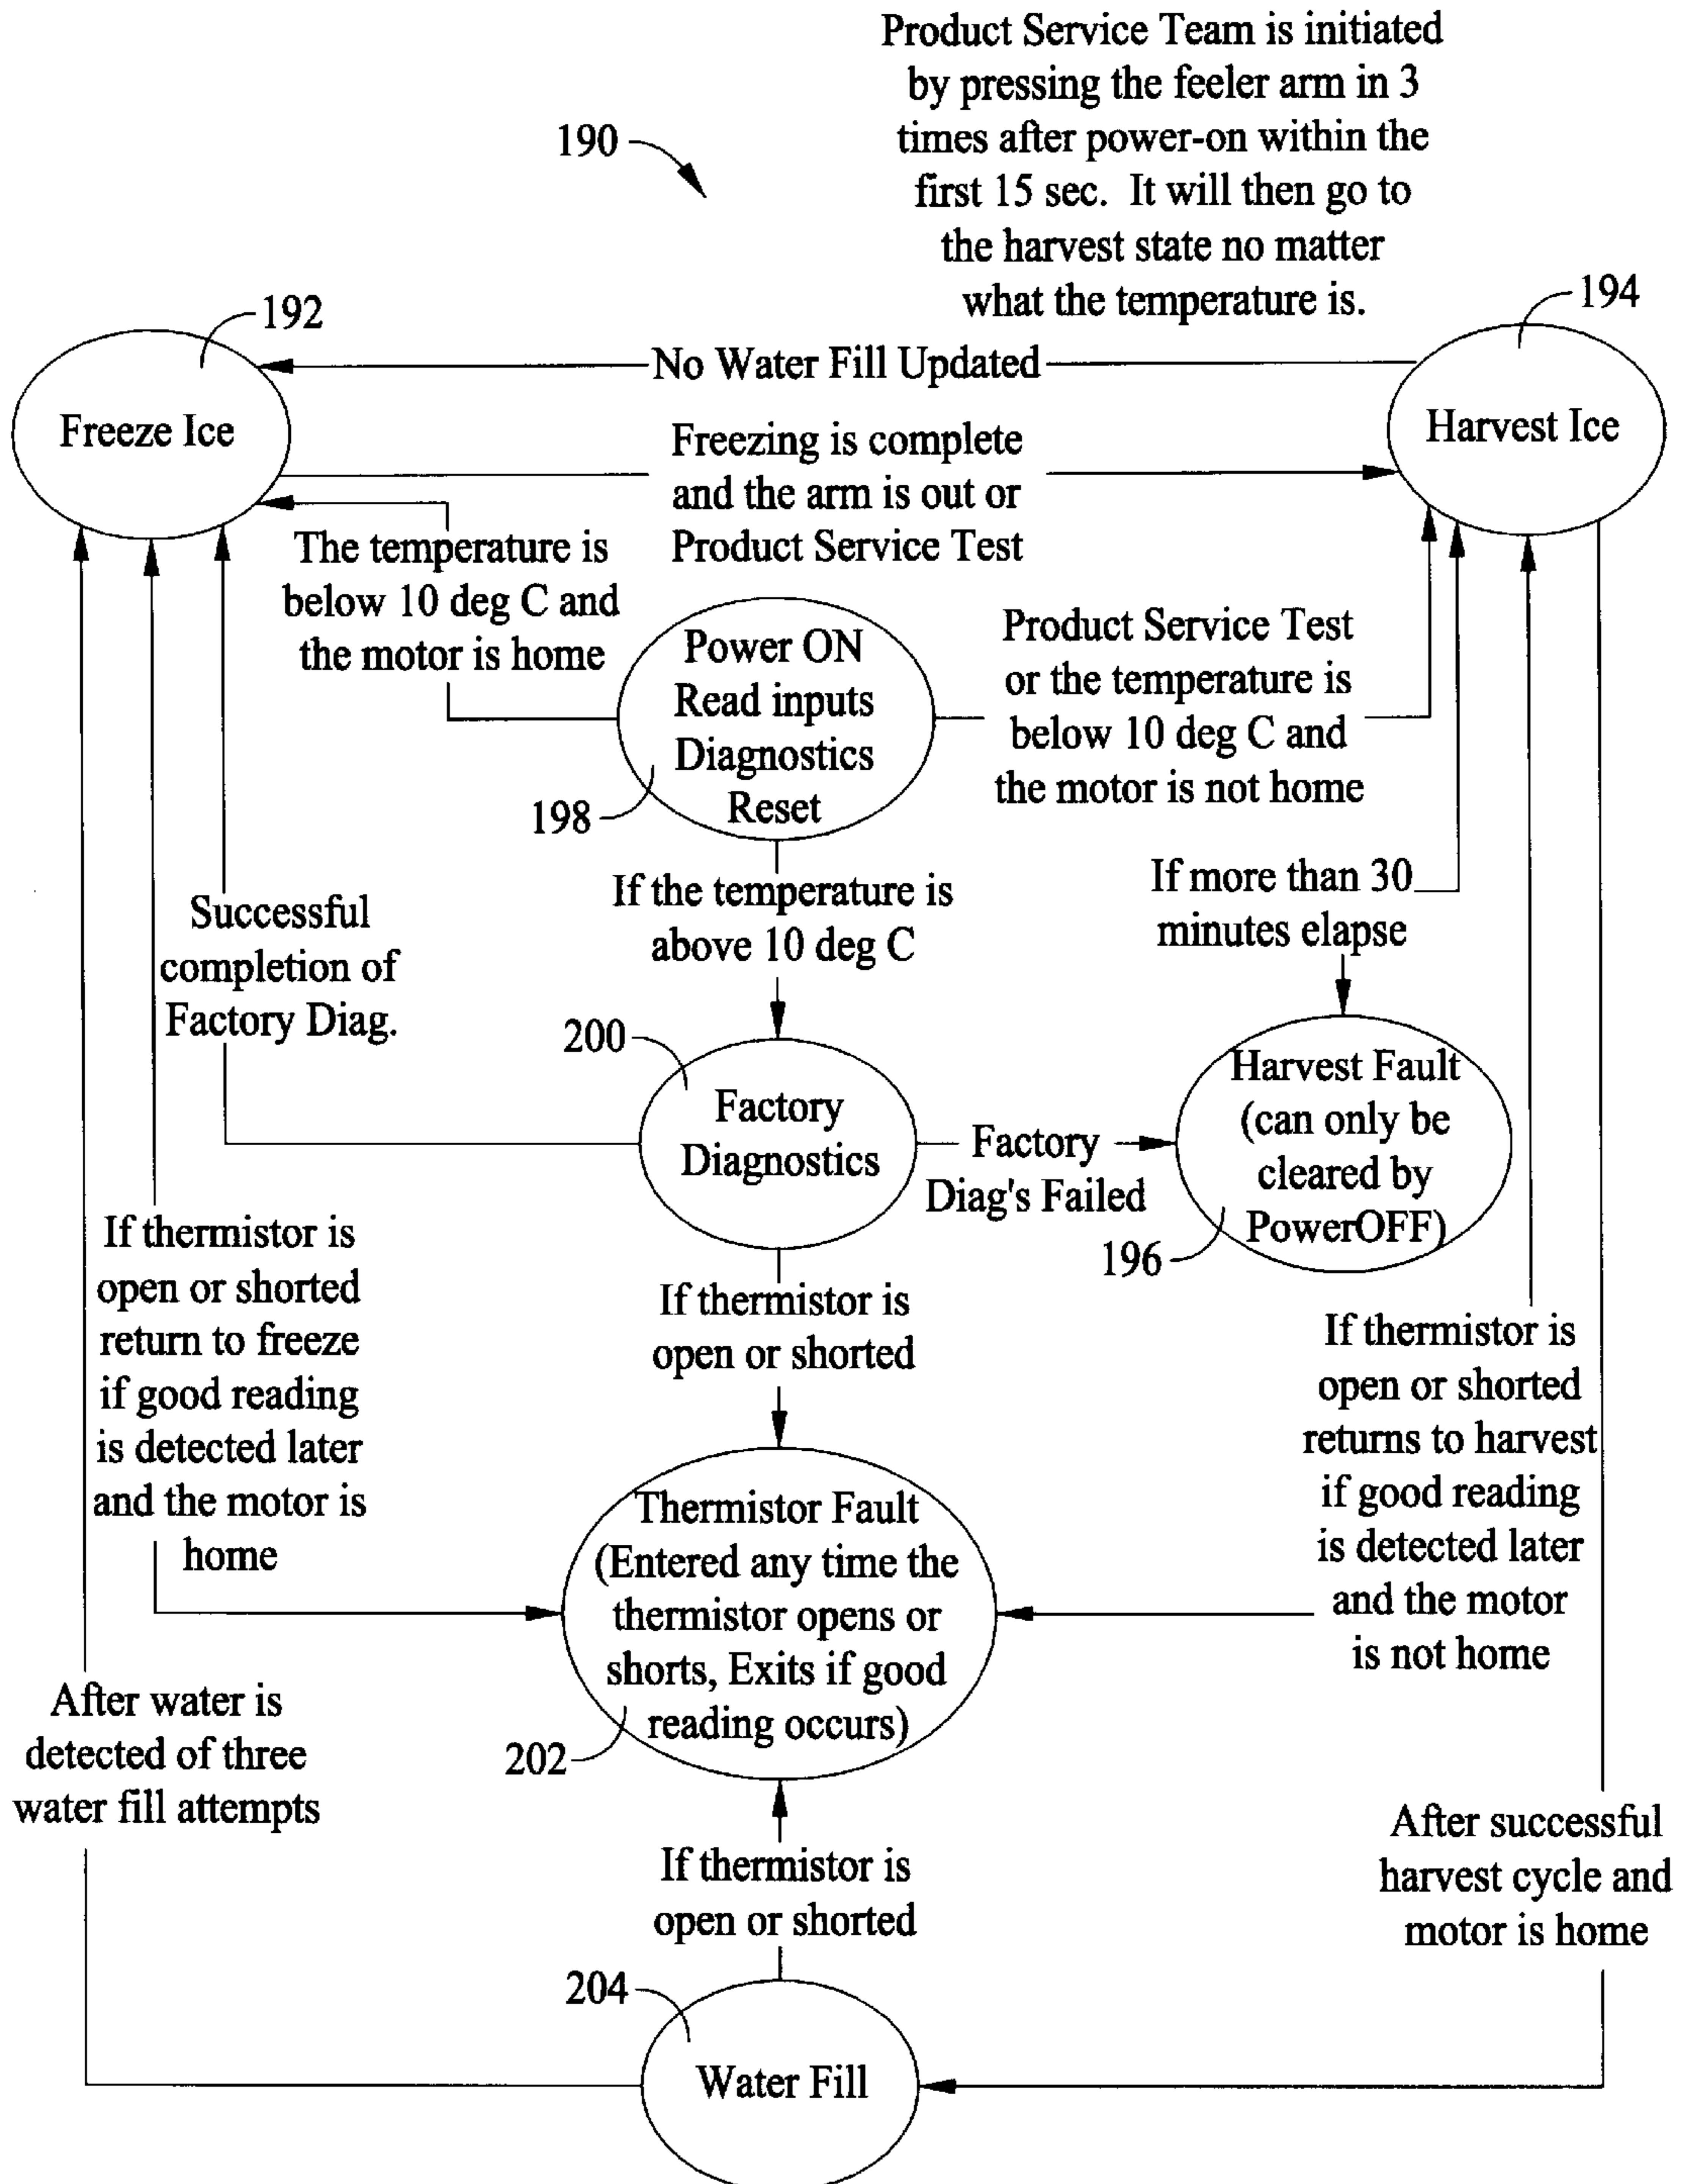 Product Service Team is initiated
by pressing the feeler arm in 3
times after power-on within the
first 15 sec. It will then go to
the harvest state no matter
what the temperature is.
190
192
194
Freeze Ice
No Water Fill Updated
Harvest Ice
Freezing is complete
and the arm is out or
Product Service Test
The temperature is
below 10 deg C and
the motor is home
Power ON
Read inputs
Diagnostics
Reset
198
Product Service Test
or the temperature is
below 10 deg C and
the motor is not home
If the temperature is
above 10 deg C
If more than 30
minutes elapse
Successful
completion of
Factory Diag.
200
Factory
Diagnostics
Factory
Diag's Failed
Harvest Fault
(can only be
cleared by
PowerOFF)
196
If thermistor is
open or shorted
return to freeze
if good reading
is detected later
and the motor is
home
If thermistor is
open or shorted
If thermistor is
open or shorted
returns to harvest
if good reading
is detected later
and the motor
is not home
Thermistor Fault
(Entered any time the
thermistor opens or
shorts, Exits if good
reading occurs)
202
After water is
detected of three
water fill attempts
If thermistor is
open or shorted
After successful
harvest cycle and
motor is home
204
Water Fill